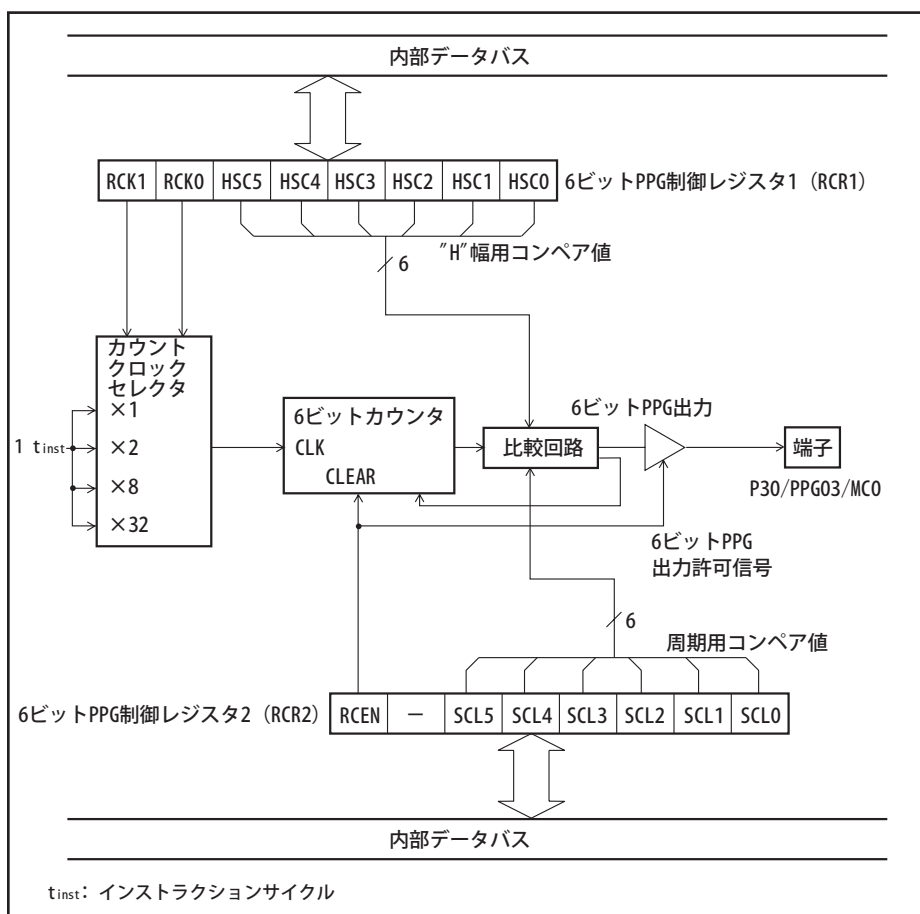 内部データバス
RCK1 RCK0 HSC5 HSC4 HSC3 HSC2 HSC1 HSC0 6ビットPPG制御レジスタ1（RCR1）
"H"幅用コンペア値
6
カウント
クロック
セレクタ
×1
×2
×8
×32
1 tinst
6ビットカウンタ
CLK
CLEAR
比較回路
6ビットPPG出力
端子
P30/PPG03/MCO
6ビットPPG
出力許可信号
6
周期用コンペア値
6ビットPPG制御レジスタ2（RCR2） RCEN － SCL5 SCL4 SCL3 SCL2 SCL1 SCL0
内部データバス
tinst: インストラクションサイクル